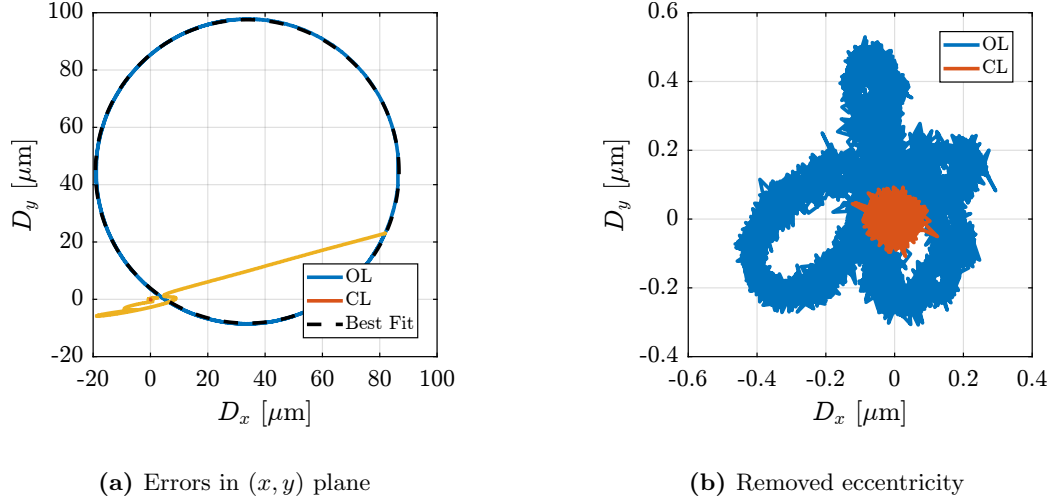 100
80
60
40
20
0
-20
-20
0
20
40
60
80
100
D_y [μm]
D_x [μm]
OL
CL
Best Fit
0.6
0.4
0.2
0
-0.2
-0.4
-0.6
-0.4
-0.2
0
0.2
0.4
D_y [μm]
D_x [μm]
OL
CL
(a) Errors in (x, y) plane
(b) Removed eccentricity